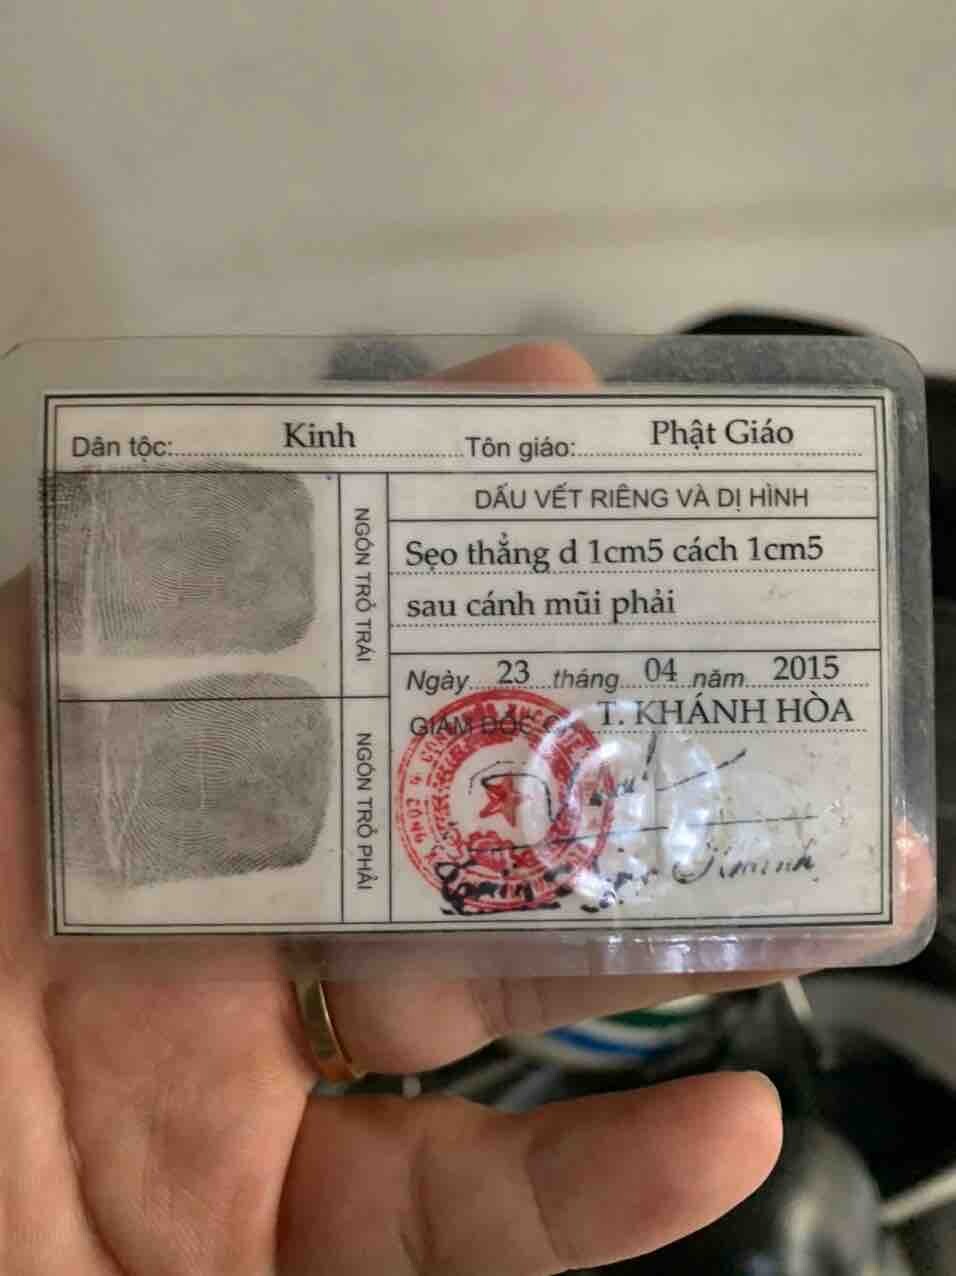 Dân tộc: Kinh Tôn giáo: Phật Giáo
NGÓN TRỎ TRÁI
NGÓN TRỎ PHẢI
DẤU VẾT RIÊNG VÀ DỊ HÌNH
Sẹo thẳng d 1cm5 cách 1cm5
sau cánh mũi phải
Ngày 23 tháng 04 năm 2015
GIÁM ĐỐC CA T. KHÁNH HÒA